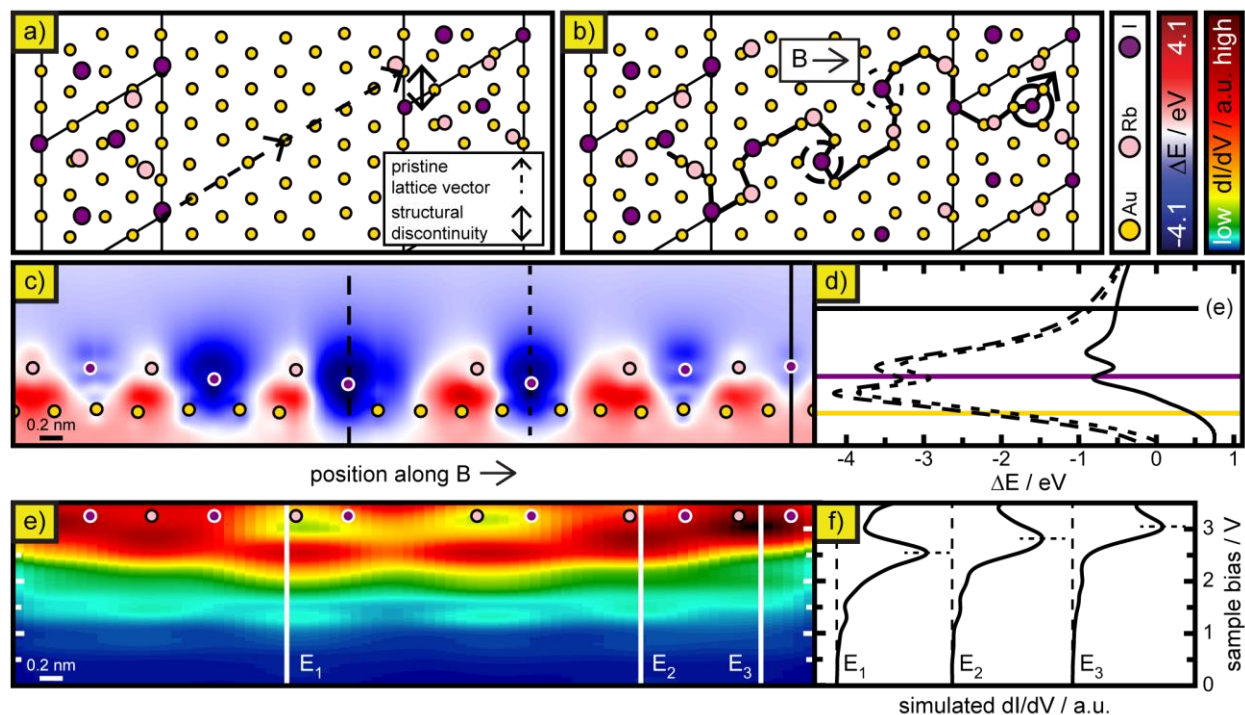 a)
pristine
lattice vector
structural
discontinuity
b)
B
Au Rb I
-4.1 ΔE / eV 4.1
low dI/dV / a.u. high
c)
0.2 nm
position along B
d)
(e)
-4 -3 -2 -1 0 1
ΔE / eV
e)
0.2 nm
E1 E2 E3
f)
3
2
1
0
sample bias / V
E1 E2 E3
simulated dI/dV / a.u.